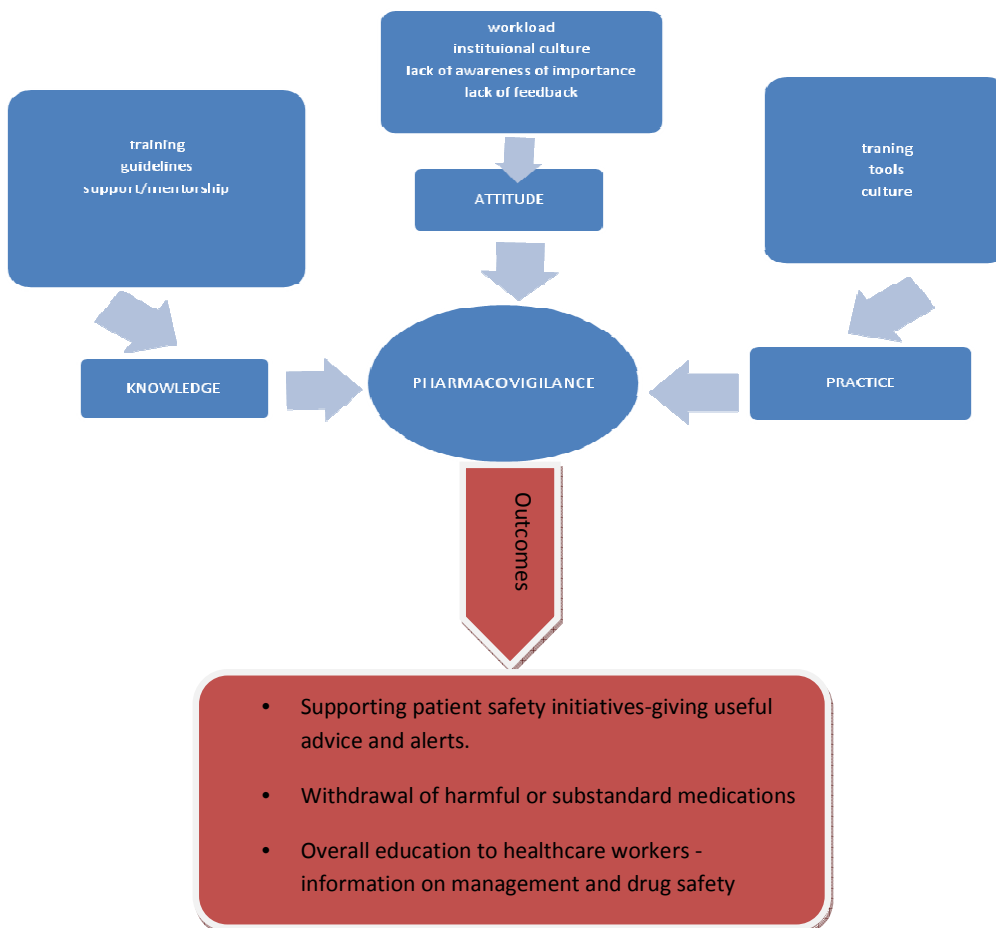 workload
instituional culture
lack of awareness of importance
lack of feedback
training
guidelines
support/mentorship
traning
tools
culture
ATTITUDE
KNOWLEDGE
PHARMACOVIGILANCE
PRACTICE
Outcomes
• Supporting patient safety initiatives-giving useful
advice and alerts.
• Withdrawal of harmful or substandard medications
• Overall education to healthcare workers -
information on management and drug safety